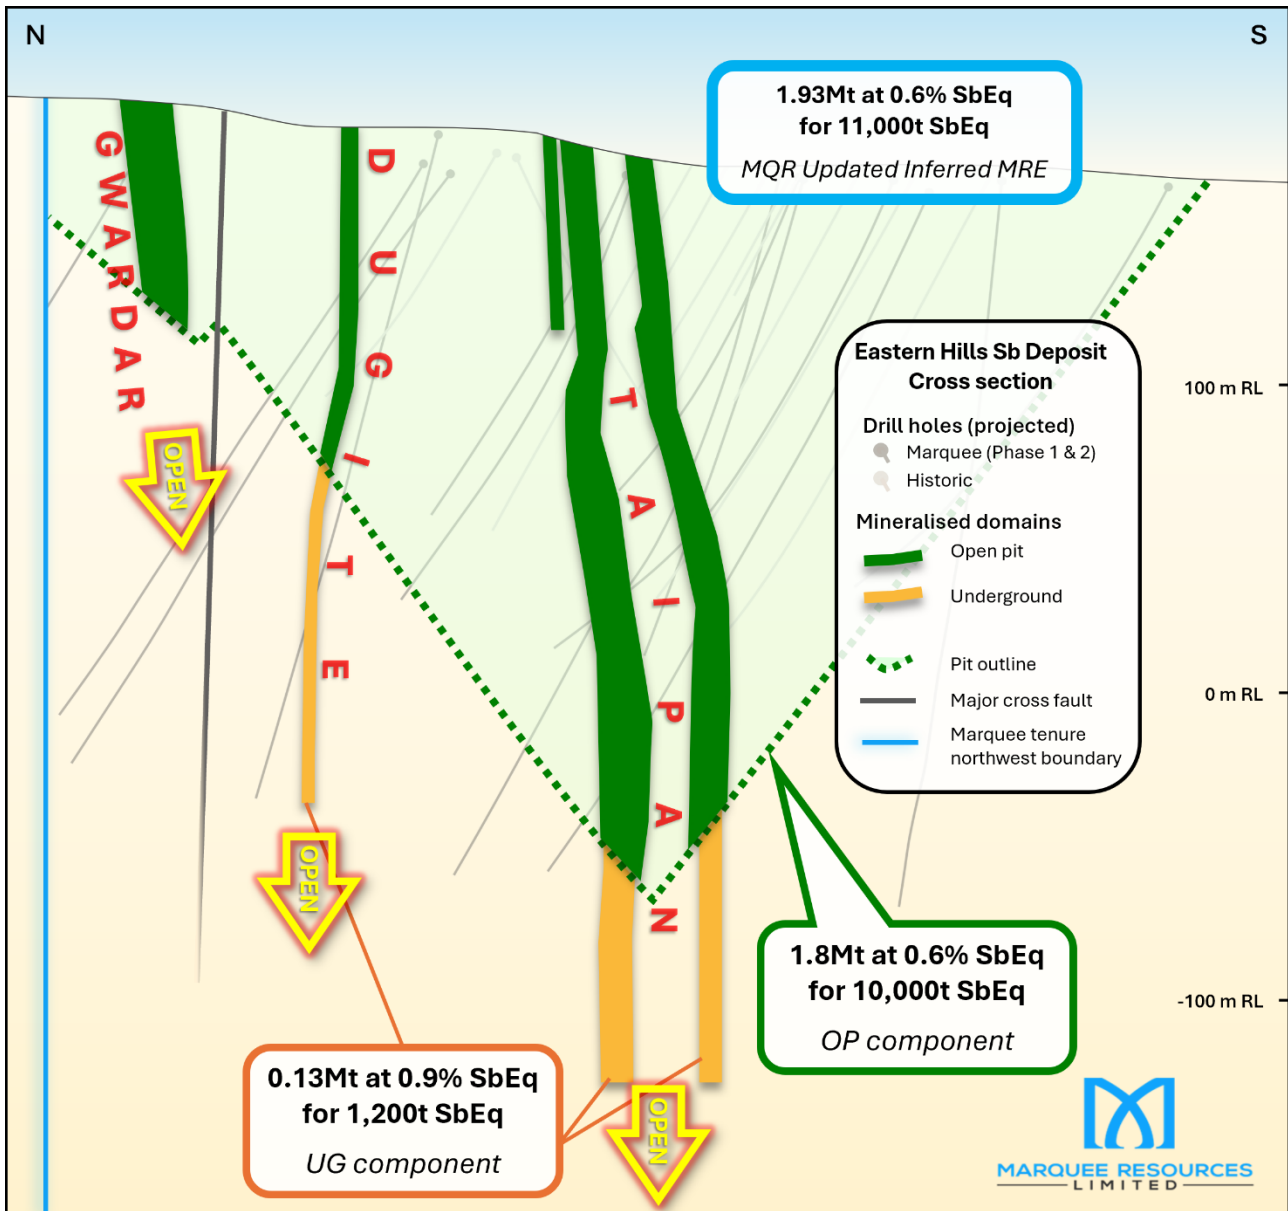 N
S
1.93Mt at 0.6% SbEq
for 11,000t SbEq
MQR Updated Inferred MRE
GWARDAR
DUGITE
TAIPAN
Eastern Hills Sb Deposit
Cross section
Drill holes (projected)
Marquee (Phase 1 & 2)
Historic
Mineralised domains
Open pit
Underground
Pit outline
Major cross fault
Marquee tenure
northwest boundary
100 m RL
0 m RL
-100 m RL
OPEN
OPEN
OPEN
1.8Mt at 0.6% SbEq
for 10,000t SbEq
OP component
0.13Mt at 0.9% SbEq
for 1,200t SbEq
UG component
MARQUEE RESOURCES
LIMITED